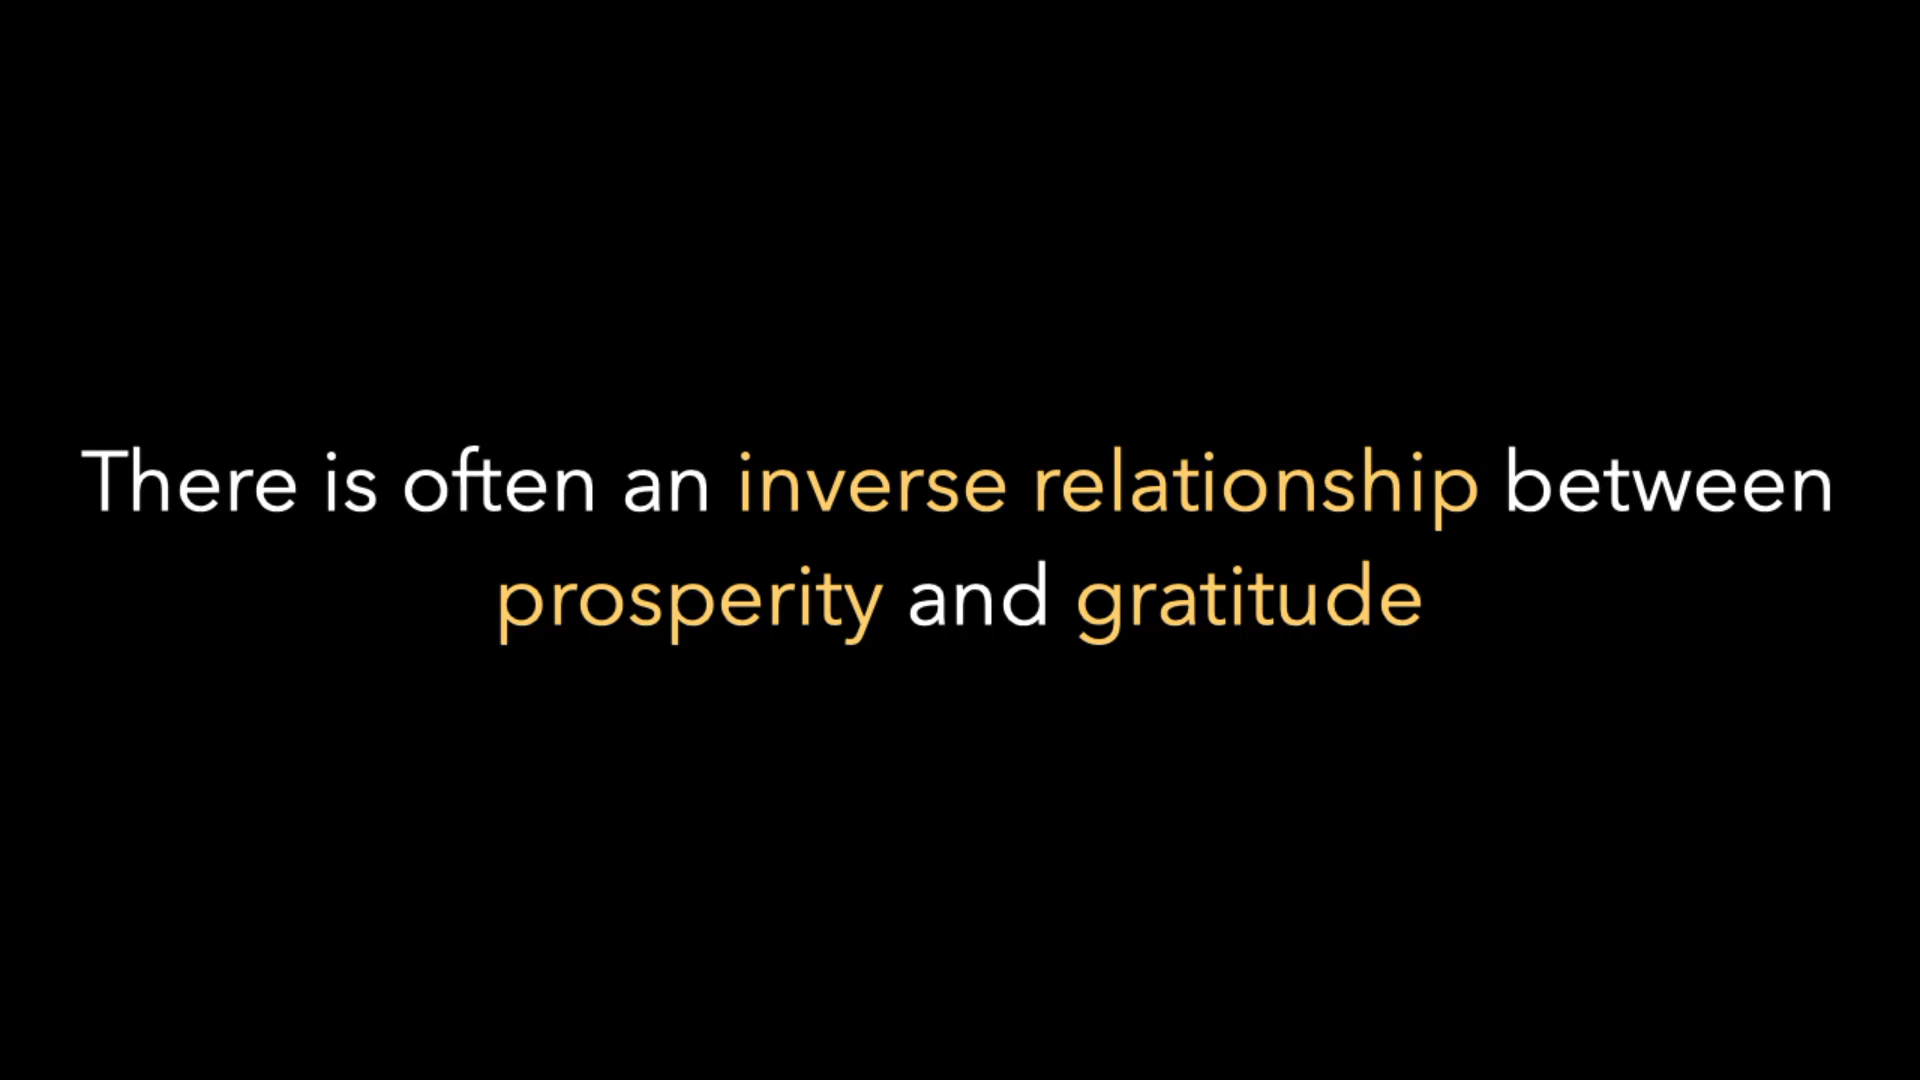 There is often an inverse relationship between
prosperity and gratitude